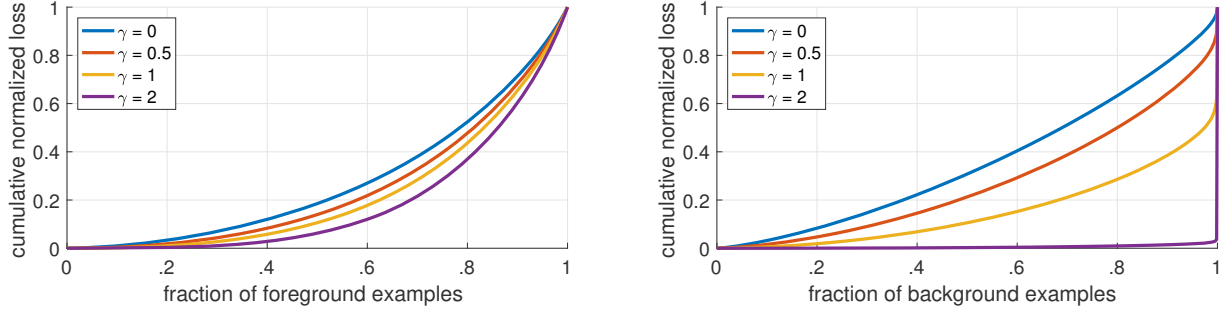 cumulative normalized loss
1
0.8
0.6
0.4
0.2
0
γ = 0
γ = 0.5
γ = 1
γ = 2
0 .2 .4 .6 .8 1
fraction of foreground examples
cumulative normalized loss
1
0.8
0.6
0.4
0.2
0
γ = 0
γ = 0.5
γ = 1
γ = 2
0 .2 .4 .6 .8 1
fraction of background examples